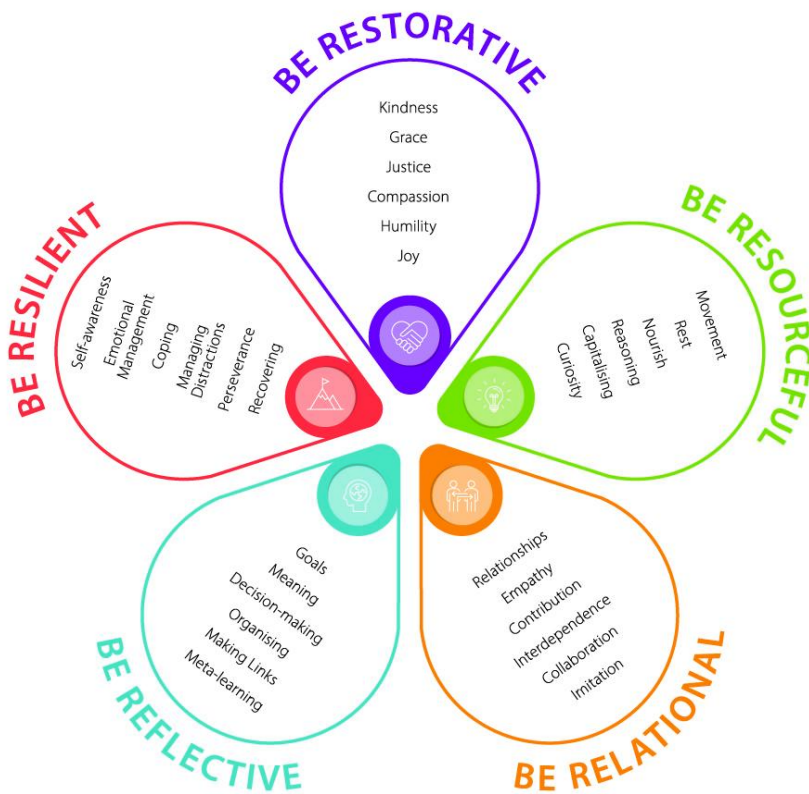 BE RESTORATIVE
Kindness
Grace
Justice
Compassion
Humility
Joy
BE RESOURCEFUL
Movement
Rest
Nourish
Reasoning
Capitalising
Curiosity
BE RELATIONAL
Relationships
Empathy
Contribution
Interdependence
Collaboration
Imitation
BE REFLECTIVE
Goals
Meaning
Decision-making
Organising
Making Links
Meta-learning
BE RESILIENT
Self-awareness
Emotional
Management
Coping
Managing
Distractions
Perseverance
Recovering